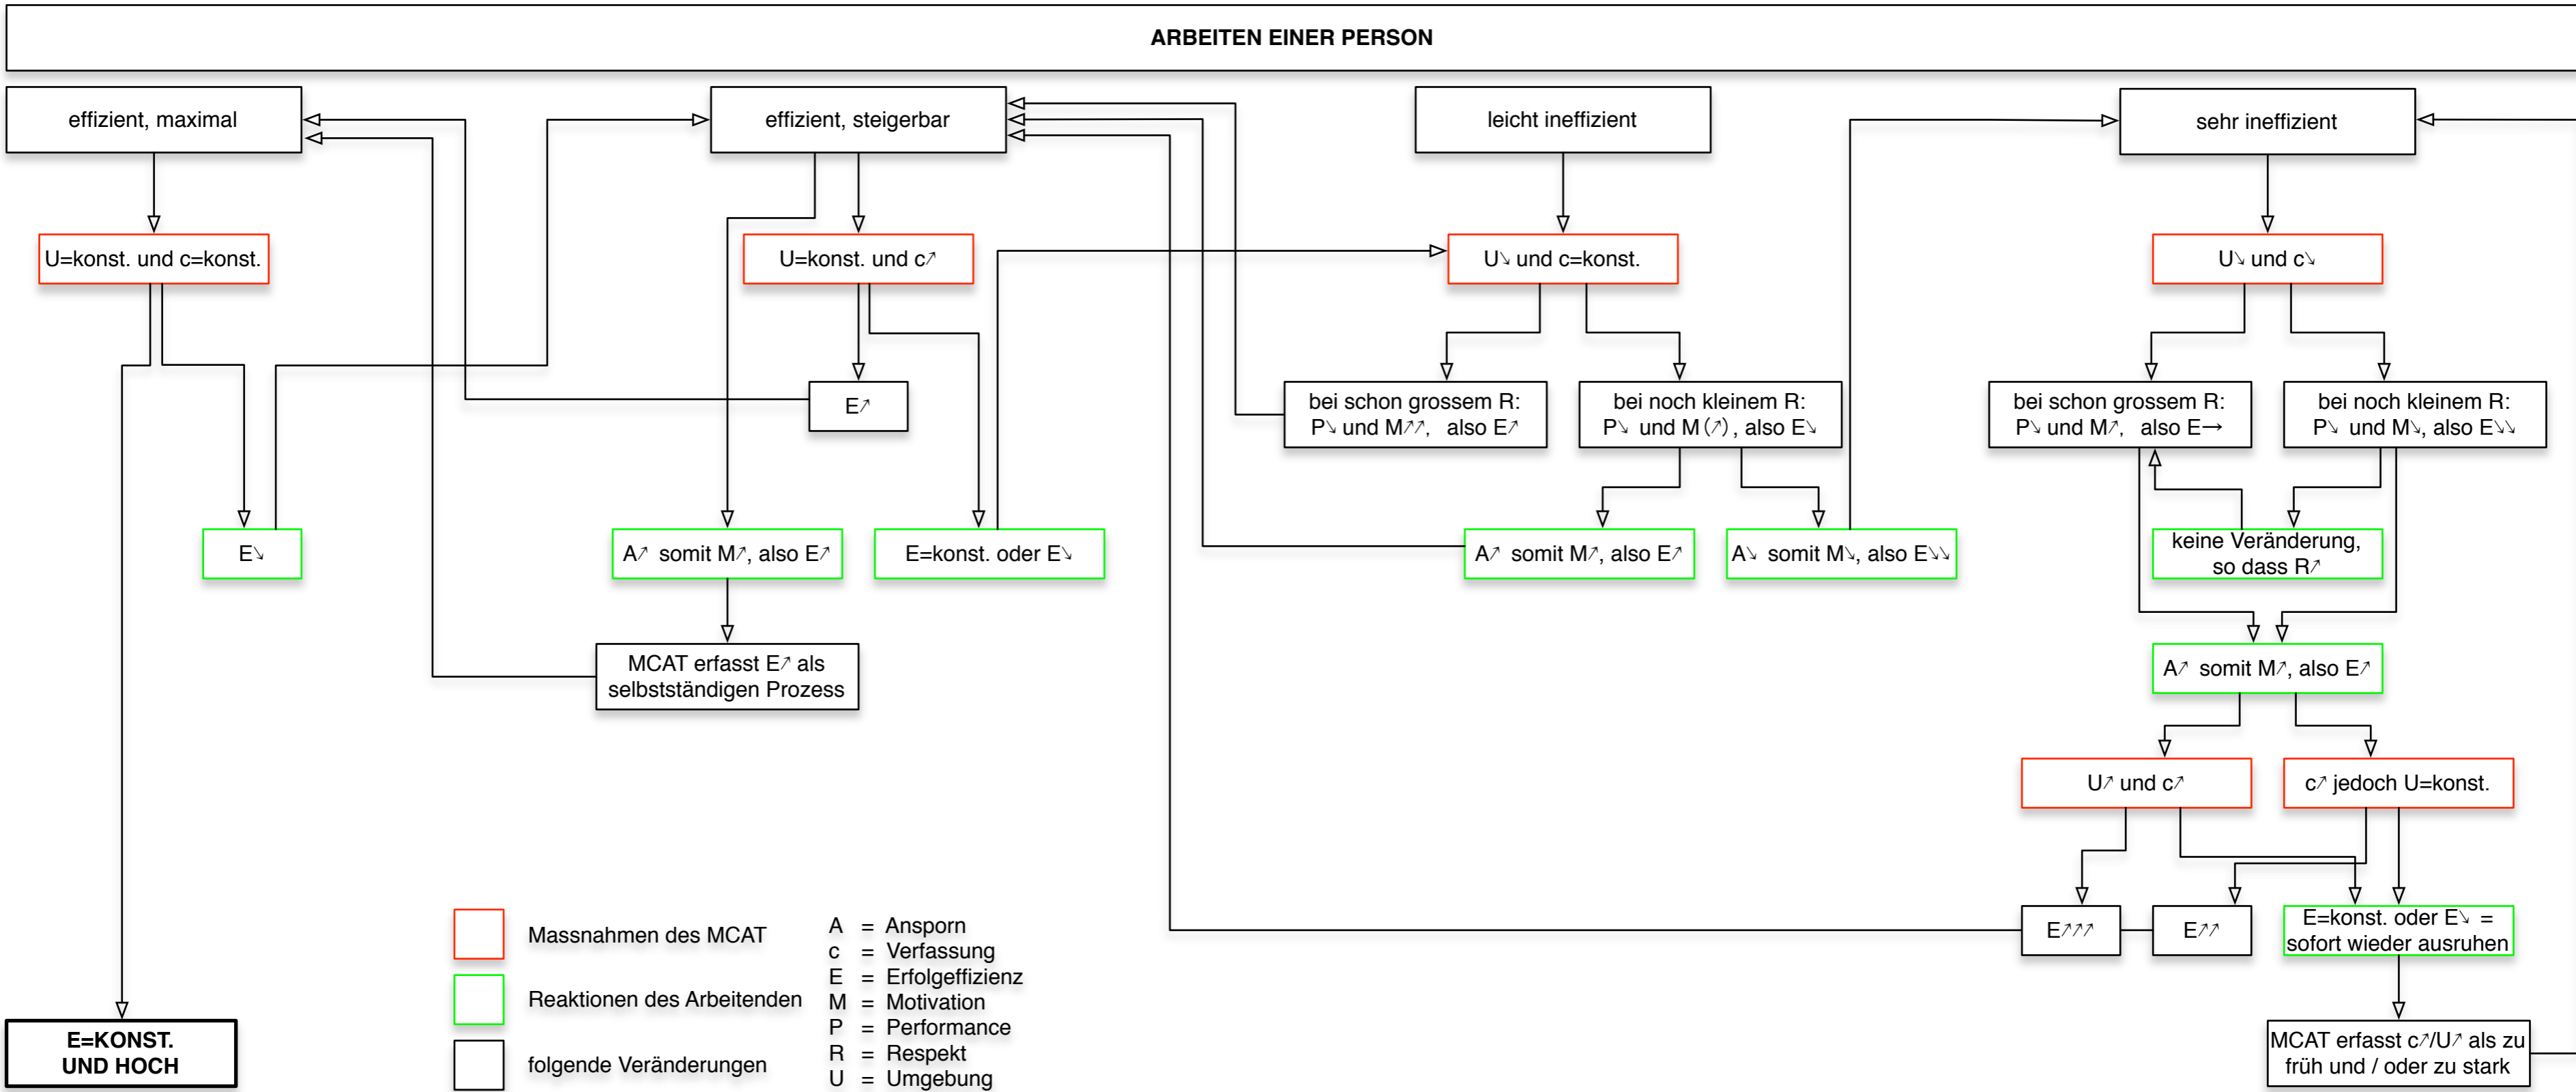 ARBEITEN EINER PERSON
effizient, maximal
effizient, steigerbar
leicht ineffizient
sehr ineffizient
U=konst. und c=konst.
U=konst. und c↗
U↘ und c=konst.
U↘ und c↘
E↗
bei schon grossem R:
P↘ und M↗↗, also E↗
bei noch kleinem R:
P↘ und M(↗), also E↘
bei schon grossem R:
P↘ und M↗, also E→
bei noch kleinem R:
P↘ und M↘, also E↘↘
E↘
A↗ somit M↗, also E↗
E=konst. oder E↘
A↗ somit M↗, also E↗
A↘ somit M↘, also E↘↘
keine Veränderung,
so dass R↗
MCAT erfasst E↗ als
selbstständigen Prozess
A↗ somit M↗, also E↗
U↗ und c↗
c↗ jedoch U=konst.
E↗↗↗
E↗↗
E=konst. oder E↘ =
sofort wieder ausruhen
MCAT erfasst c↗/U↗ als zu
früh und / oder zu stark
E=KONST.
UND HOCH
Massnahmen des MCAT
Reaktionen des Arbeitenden
folgende Veränderungen
A = Ansporn
c = Verfassung
E = Erfolgeffizienz
M = Motivation
P = Performance
R = Respekt
U = Umgebung